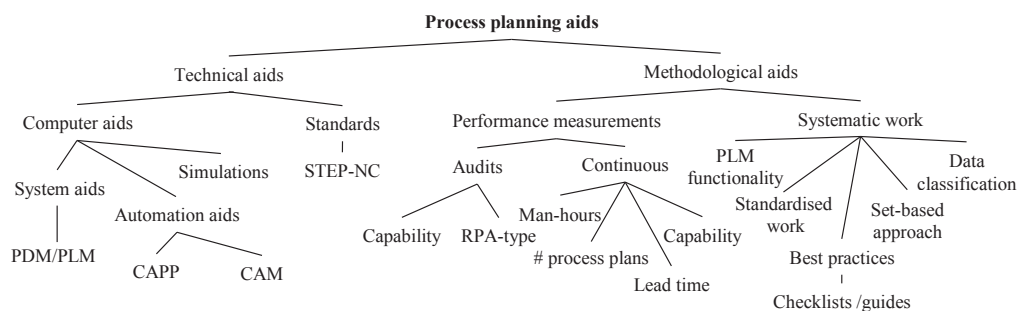 Process planning aids
Technical aids
Methodological aids
Computer aids
Standards
Performance measurements
Systematic work
System aids
Simulations
STEP-NC
Audits
Continuous
PLM
functionality
Data
classification
Automation aids
Man-hours
Standardised
work
Set-based
approach
PDM/PLM
CAPP
CAM
Capability
RPA-type
# process plans
Capability
Lead time
Best practices
Checklists /guides